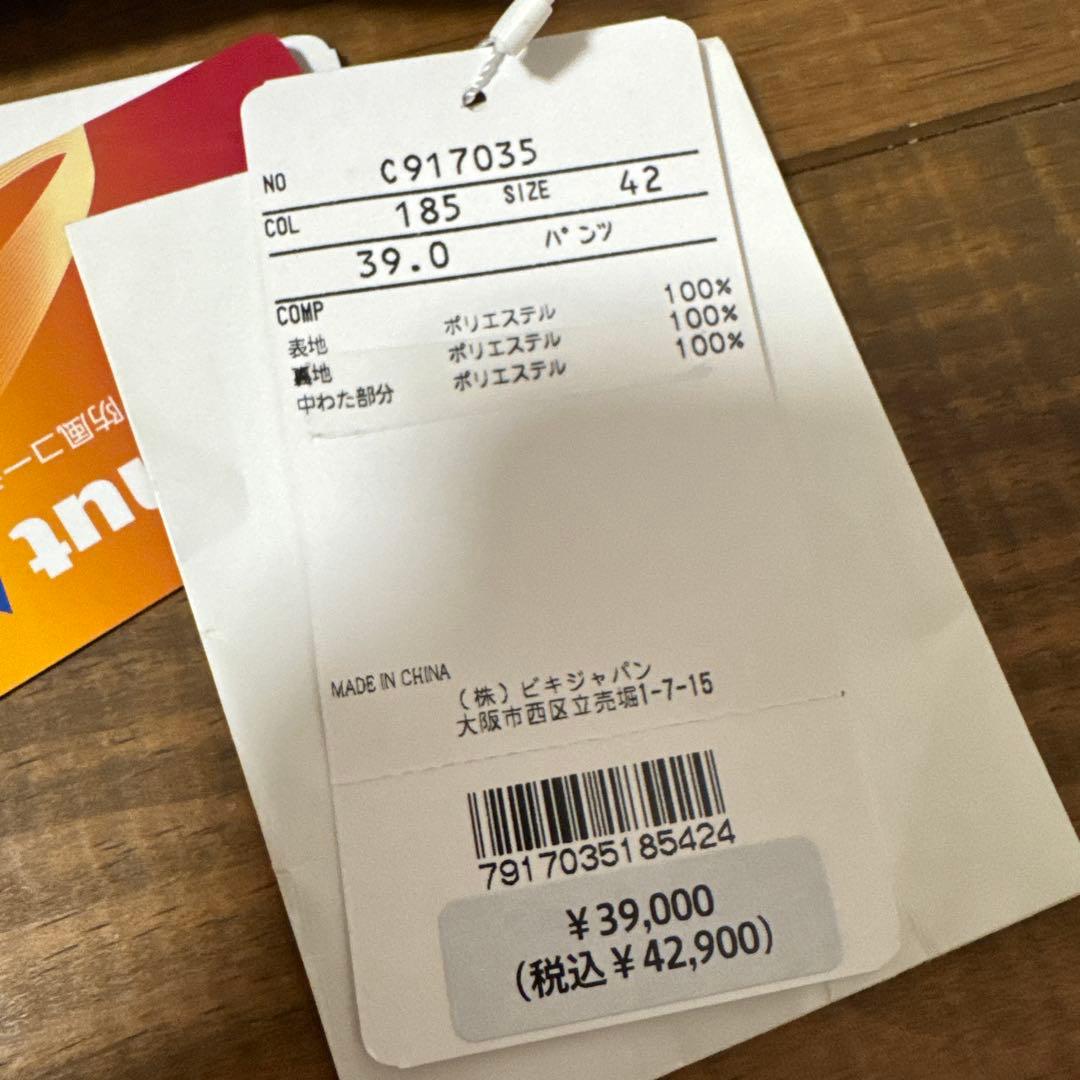 NO C917035
COL 185 SIZE 42
39.0 パンツ
COMP
表地 ポリエステル 100%
裏地 ポリエステル 100%
中わた部分 ポリエステル 100%
MADE IN CHINA
(株)ビキジャパン
大阪市西区立売堀1-7-15
7917035185424
¥39,000
(税込¥42,900)
防風コー
nut